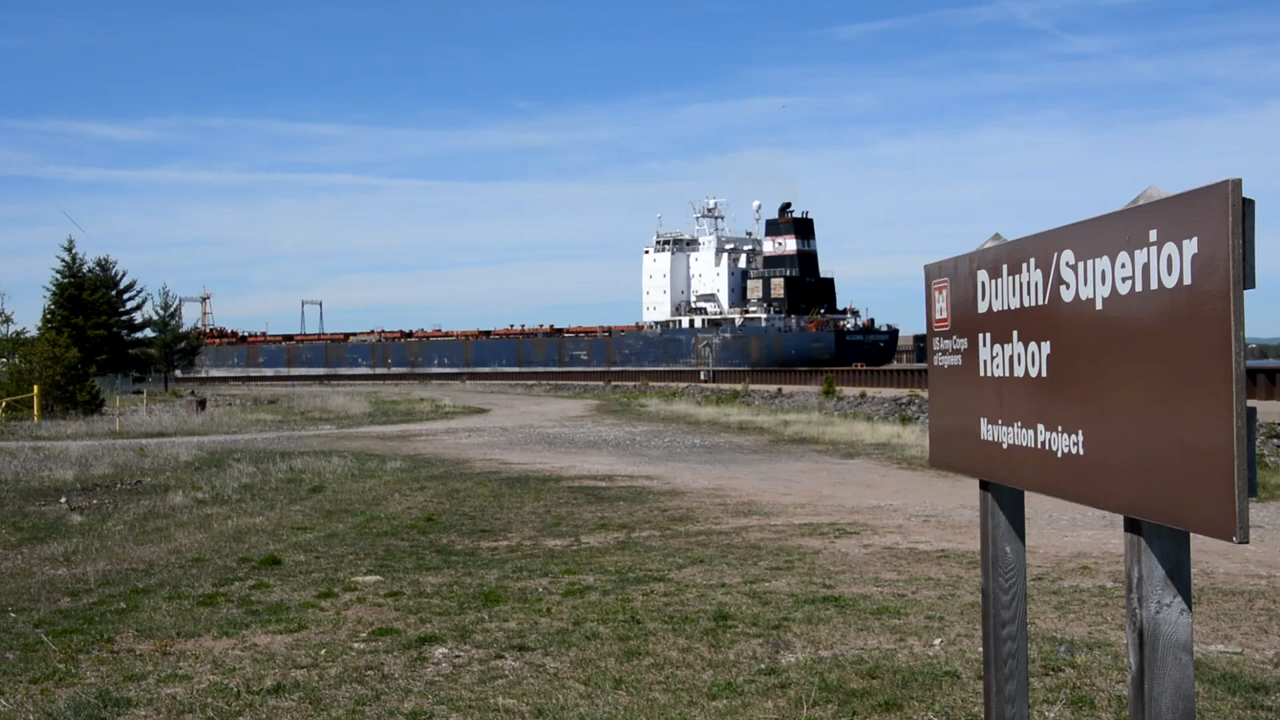 Duluth/Superior
Harbor
US Army Corps
of Engineers
Navigation Project